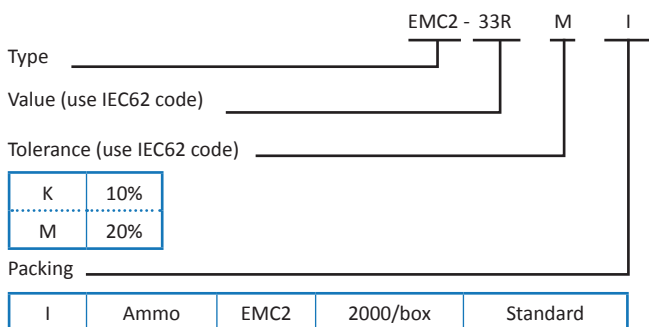 EMC2 - 33R M I
Type
Value (use IEC62 code)
Tolerance (use IEC62 code)
K 10%
M 20%
Packing
I Ammo EMC2 2000/box Standard